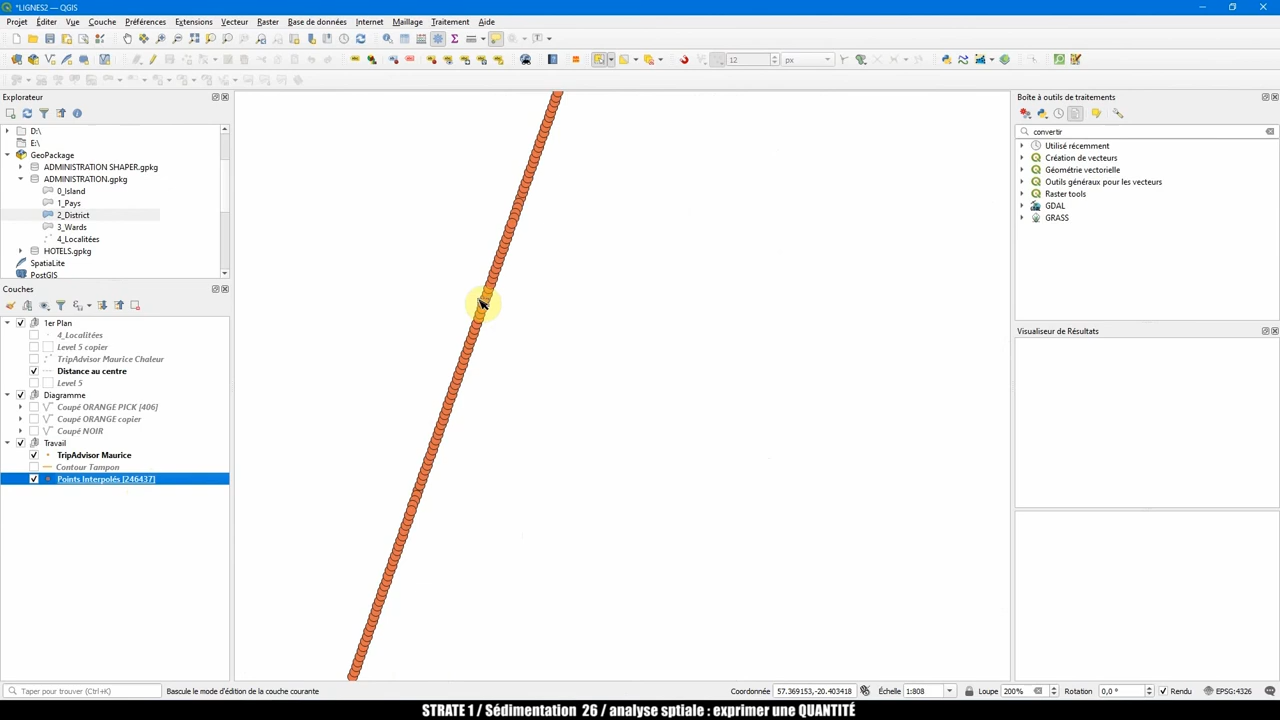 *LIGNES2 — QGIS
Projet Éditer Vue Couche Préférences Extensions Vecteur Raster Base de données Internet Maillage Traitement Aide
12 px
Explorateur
D:\
E:\
GeoPackage
ADMINISTRATION SHAPER.gpkg
ADMINISTRATION.gpkg
0_Island
1_Pays
2_District
3_Wards
4_Localitées
HOTELS.gpkg
SpatiaLite
PostGIS
Couches
1er Plan
4_Localitées
Level 5 copier
TripAdvisor Maurice Chaleur
Distance au centre
Level 5
Diagramme
Coupé ORANGE PICK [406]
Coupé ORANGE copier
Coupé NOIR
Travail
TripAdvisor Maurice
Contour Tampon
Points Interpolés [246437]
Boîte à outils de traitements
convertir
Utilisé récemment
Création de vecteurs
Géométrie vectorielle
Outils généraux pour les vecteurs
Raster tools
GDAL
GRASS
Visualiseur de Résultats
Taper pour trouver (Ctrl+K) Bascule le mode d'édition de la couche courante Coordonnée 57.369153,-20.403418 Échelle 1:808 Loupe 200% Rotation 0,0 ° Rendu EPSG:4326
STRATE 1 / Sédimentation 26 / analyse sptiale : exprimer une QUANTITÉ